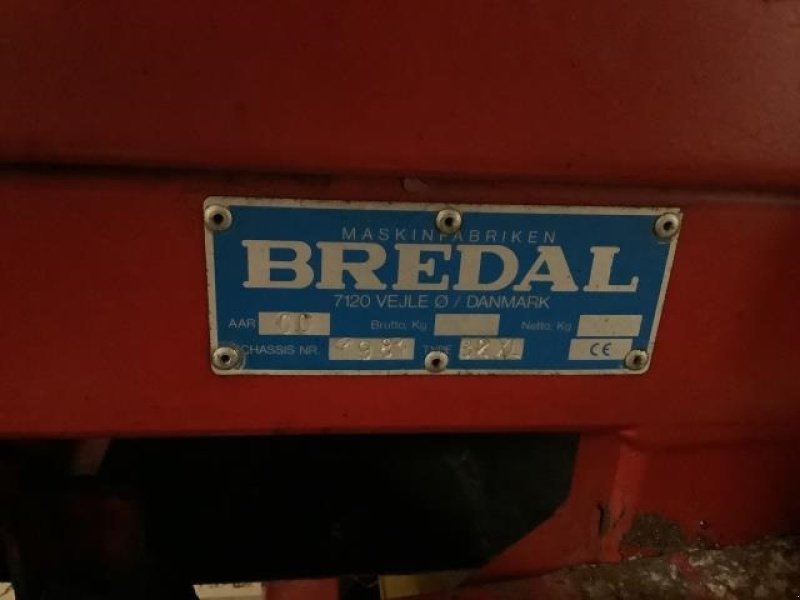 MASKINFABRIKEN
BREDAL
7120 VEJLE Ø / DANMARK
AAR Brutto, Kg Netto, Kg
CHASSIS NR. TYPE CE